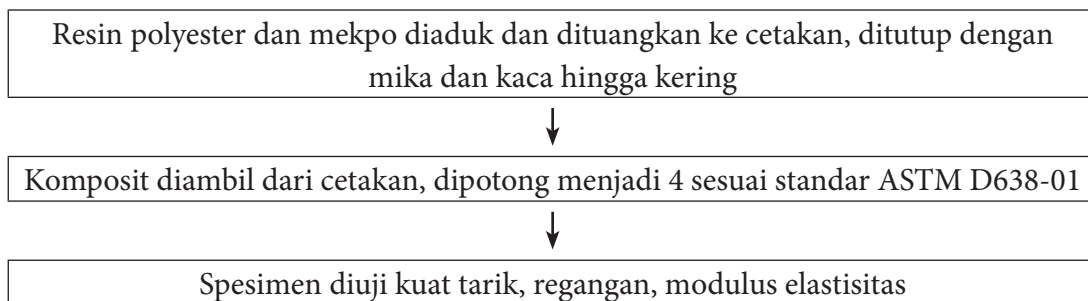 Resin polyester dan mekpo diaduk dan dituangkan ke cetakan, ditutup dengan
mika dan kaca hingga kering
Komposit diambil dari cetakan, dipotong menjadi 4 sesuai standar ASTM D638-01
Spesimen diuji kuat tarik, regangan, modulus elastisitas